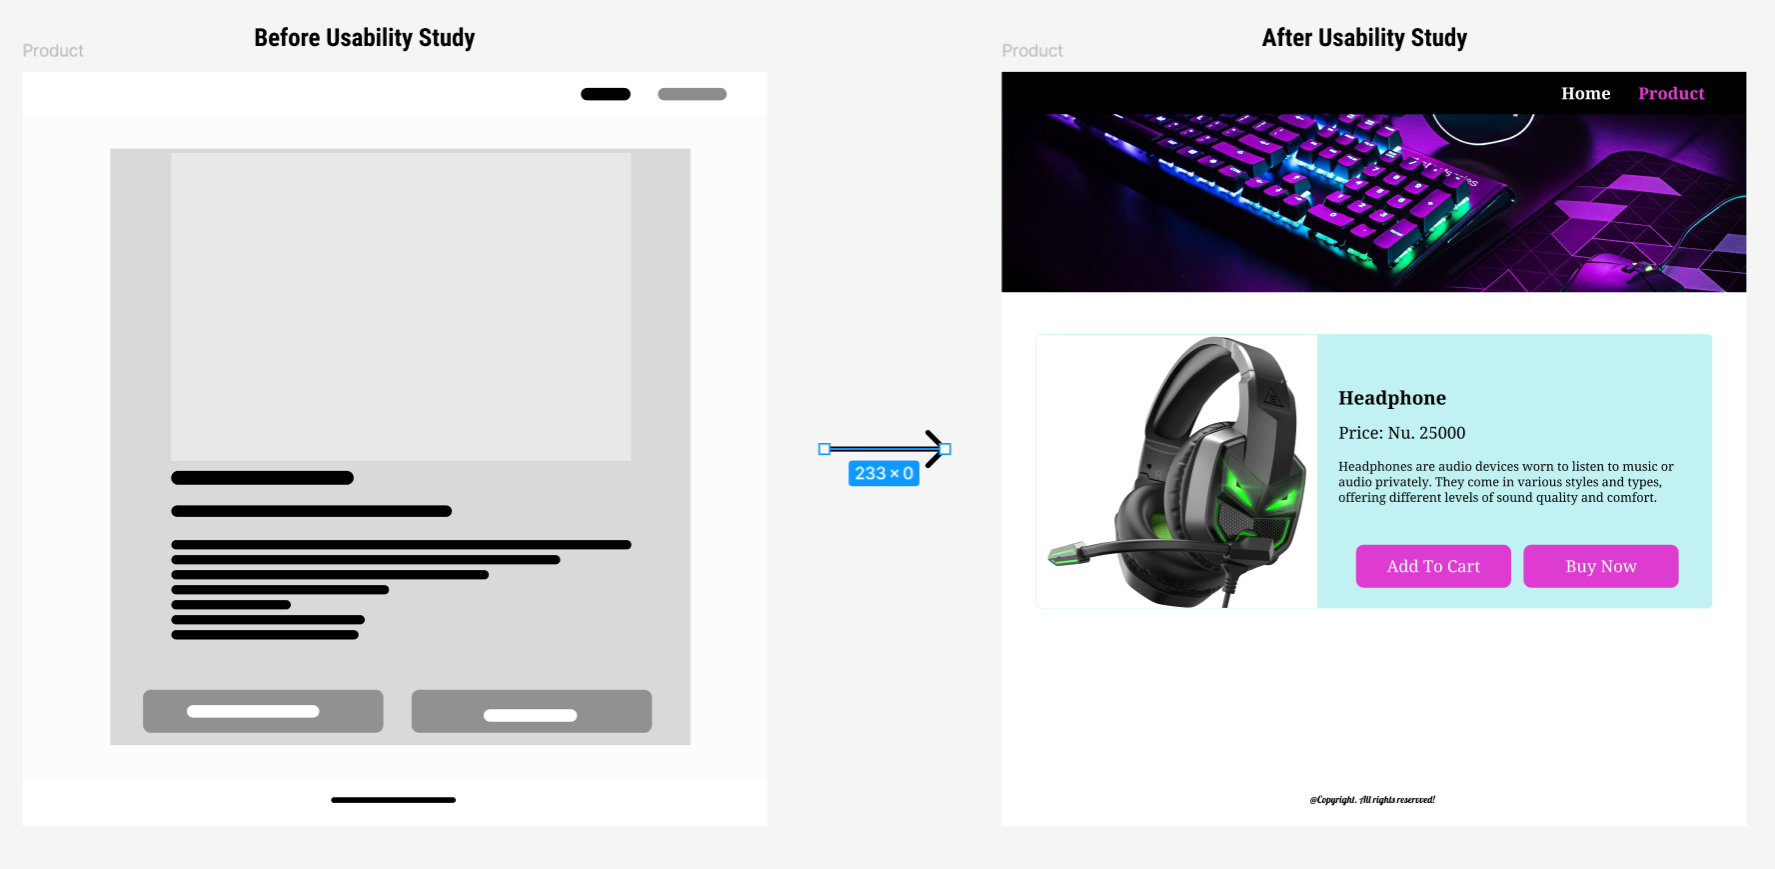 Before Usability Study
After Usability Study
Product
Product
Home Product
233 × 0
Headphone
Price: Nu. 25000
Headphones are audio devices worn to listen to music or
audio privately. They come in various styles and types,
offering different levels of sound quality and comfort.
Add To Cart Buy Now
@Copyright. All rights reserved!